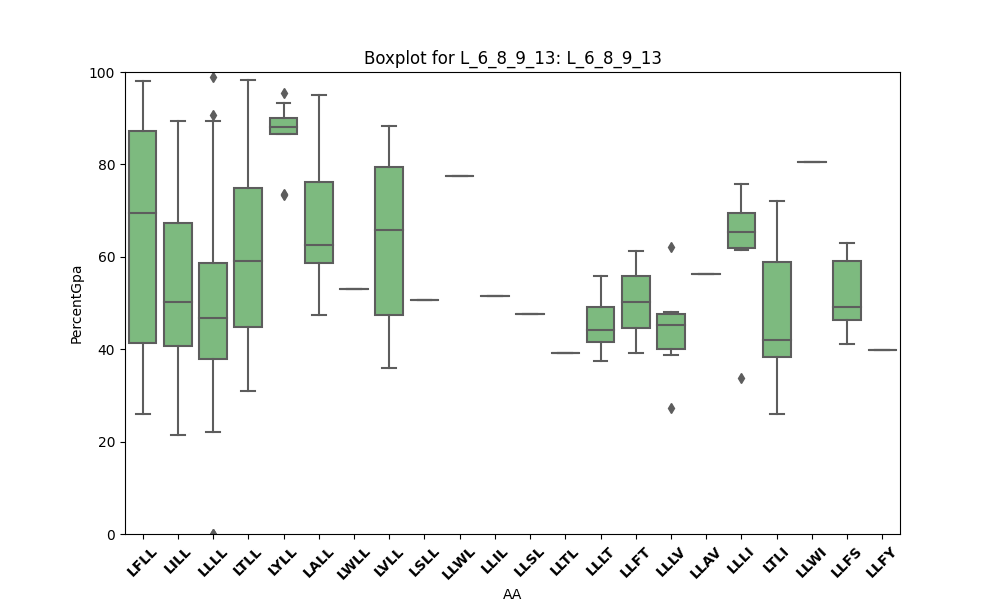 Boxplot for L_6_8_9_13: L_6_8_9_13
100
80
60
40
20
0
PercentGpa
LFLL LILL LLLL LTLL LYLL LALL LWLL LVLL LSLL LLWL LLIL LLSL LLTL LLLT LLFT LLLV LLAV LLLI LTLI LLWI LLFS LLFY
AA